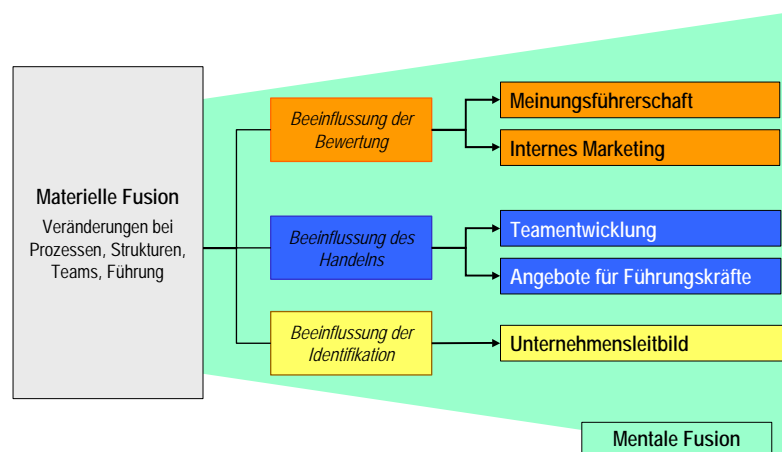 Materielle Fusion
Veränderungen bei
Prozessen, Strukturen,
Teams, Führung
Beeinflussung der
Bewertung
Meinungsführerschaft
Internes Marketing
Beeinflussung des
Handelns
Teamentwicklung
Angebote für Führungskräfte
Beeinflussung der
Identifikation
Unternehmensleitbild
Mentale Fusion